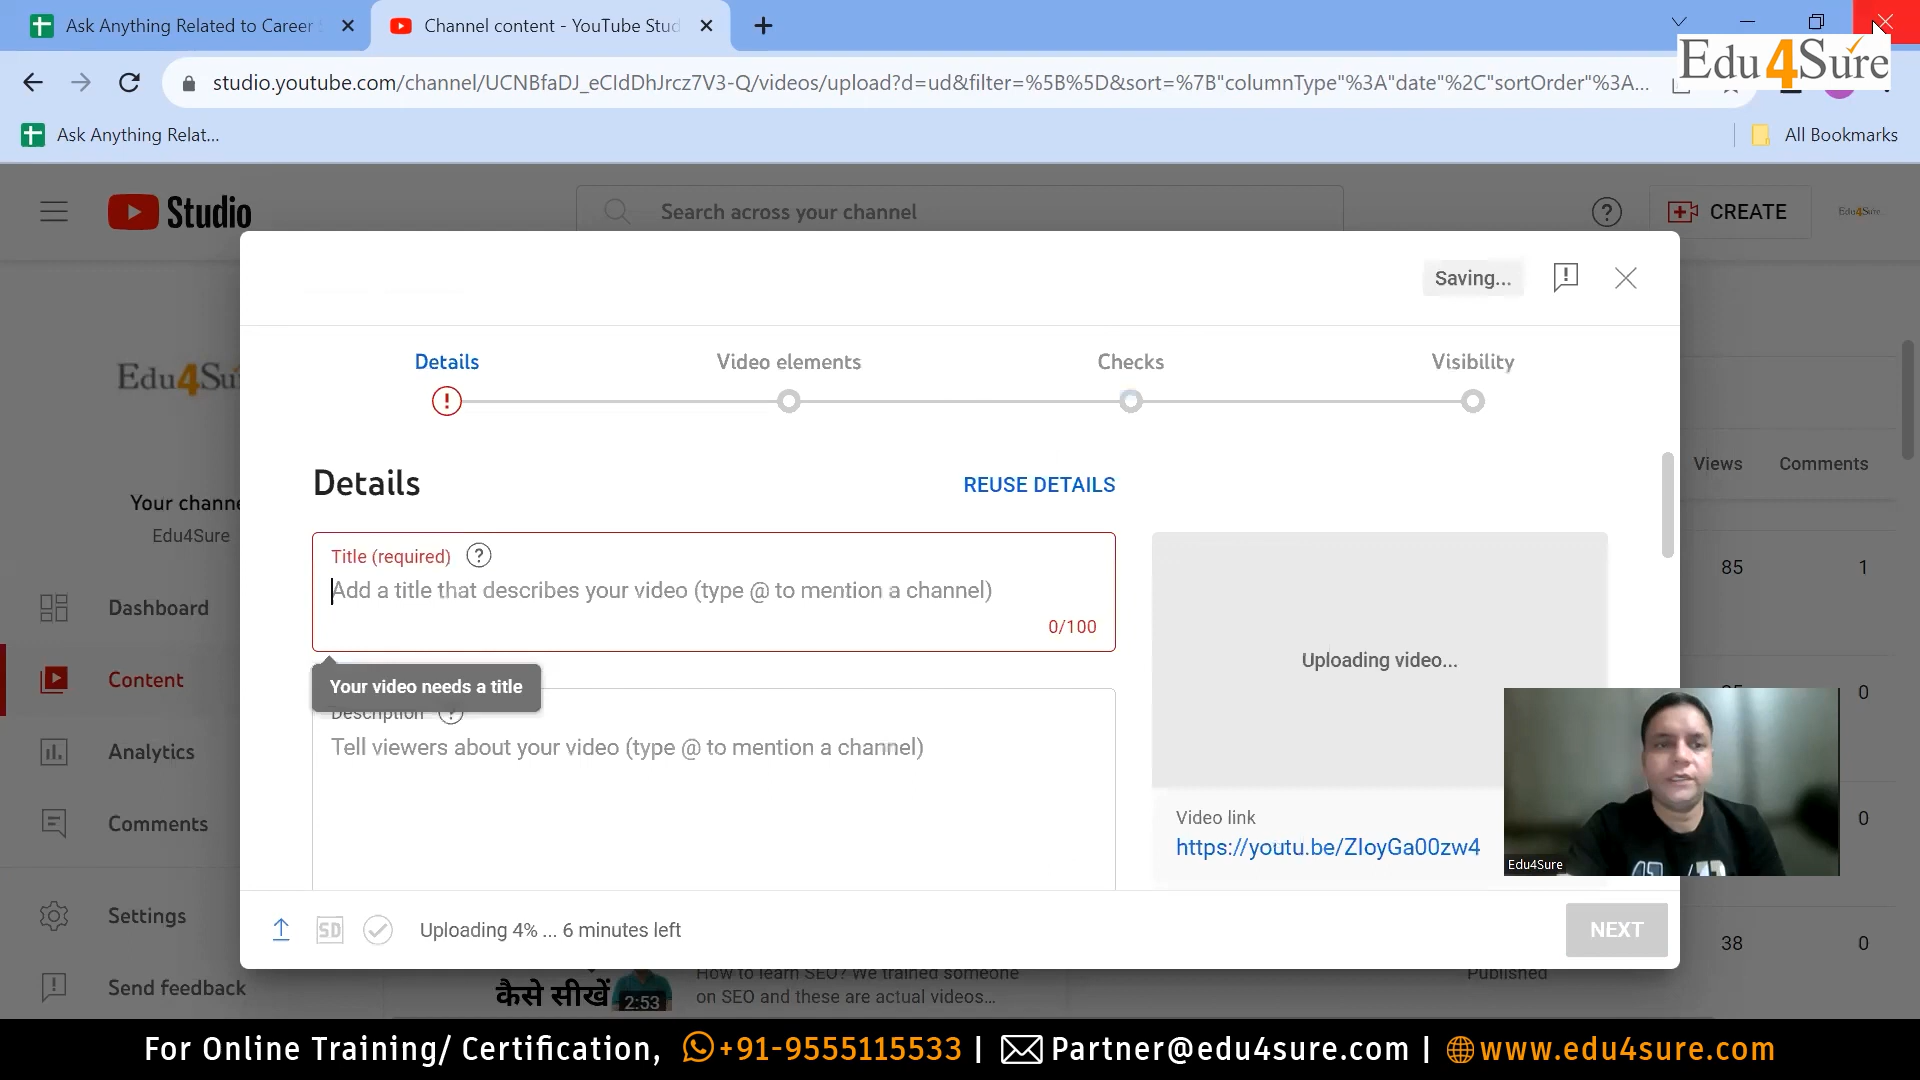 Ask Anything Related to Career
Channel content - YouTube Stud
studio.youtube.com/channel/UCNBfaDJ_eCIdDhJrcz7V3-Q/videos/upload?d=ud&filter=%5B%5D&sort=%7B"columnType"%3A"date"%2C"sortOrder"%3A...
Edu4Sure
Ask Anything Relat...
All Bookmarks
Studio
Search across your channel
CREATE
Edu4Sure
Saving...
Details
Video elements
Checks
Visibility
Edu4Su
Details
REUSE DETAILS
Views
Comments
Your channe
Edu4Sure
Title (required)
Add a title that describes your video (type @ to mention a channel)
0/100
85
1
Uploading video...
Your video needs a title
Description
Tell viewers about your video (type @ to mention a channel)
Dashboard
Content
0
Analytics
Comments
Video link
https://youtu.be/ZIoyGa00zw4
0
Edu4Sure
Settings
SD
Uploading 4% ... 6 minutes left
NEXT
38
0
Send feedback
कैसे सीखें
2:53
How to learn SEO? We trained someone
on SEO and these are actual videos...
Published
For Online Training/ Certification, +91-9555115533 | Partner@edu4sure.com | www.edu4sure.com